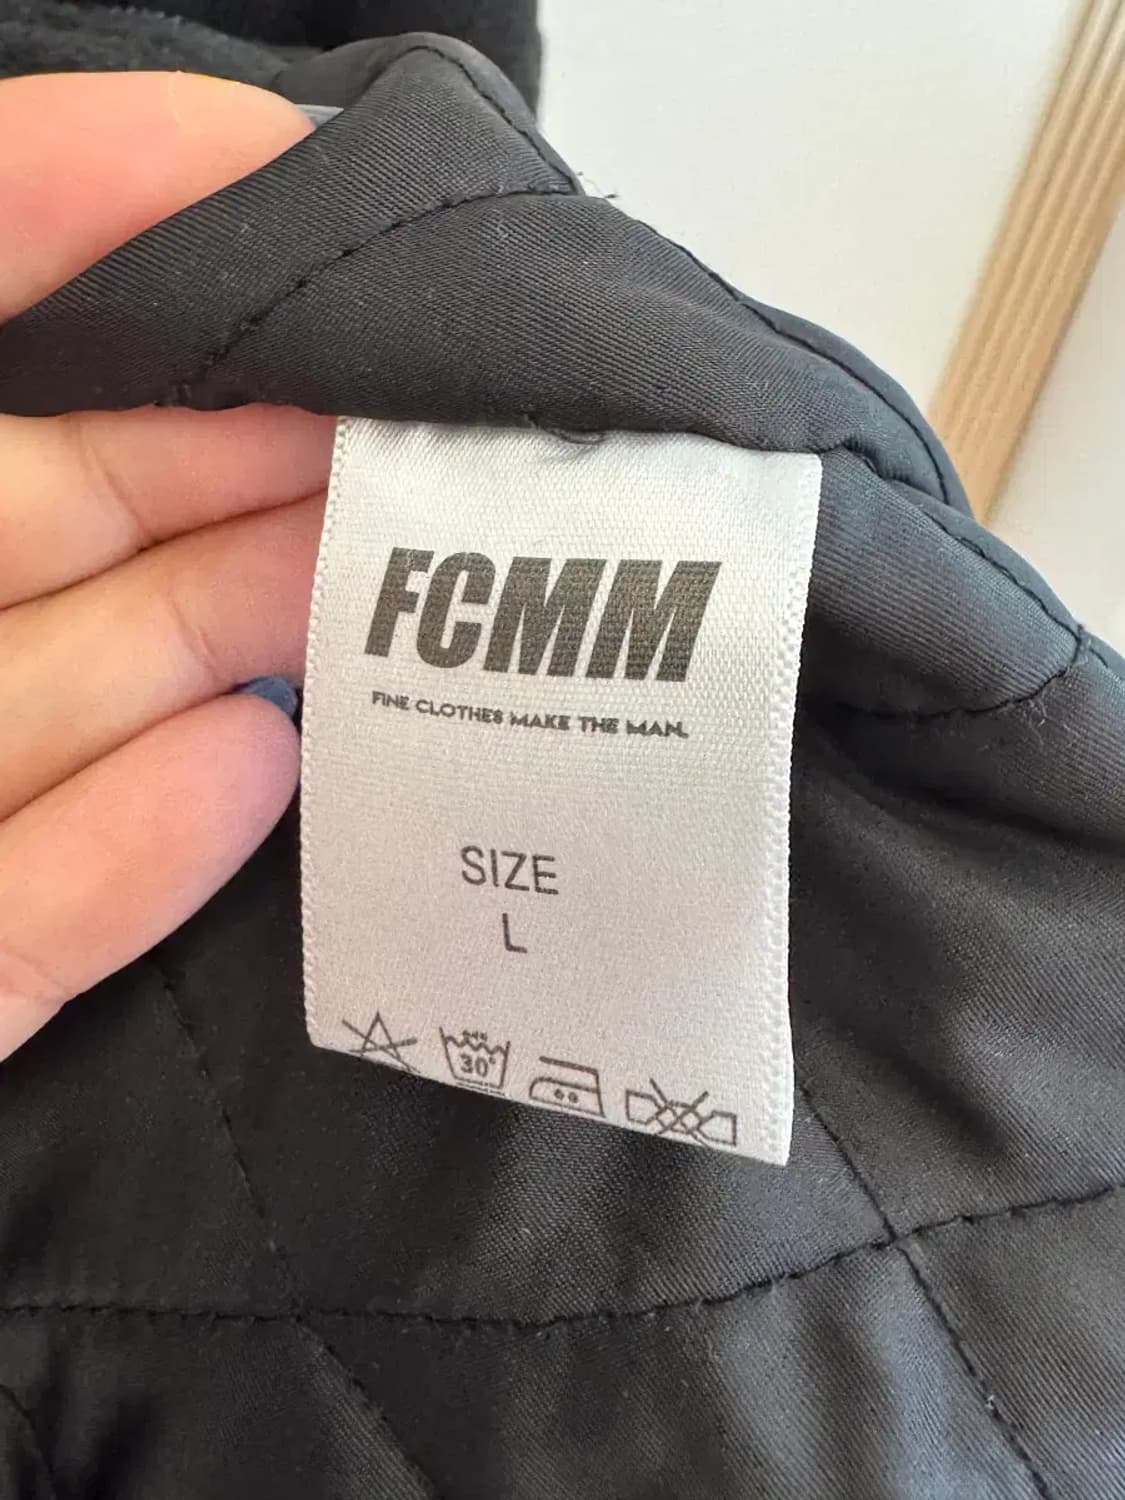 FCMM
FINE CLOTHES MAKE THE MAN.
SIZE
L
30°